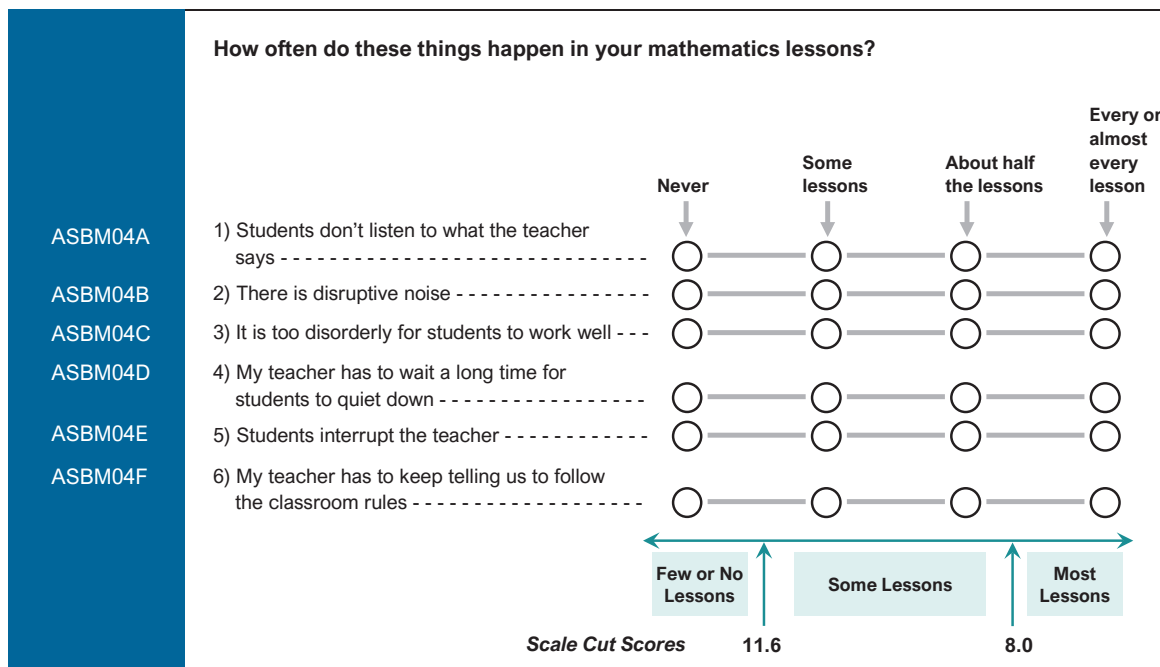 How often do these things happen in your mathematics lessons?
Never
Some
lessons
About half
the lessons
Every or
almost
every
lesson
ASBM04A
1) Students don’t listen to what the teacher
says - - - - - - - - - - - - - - - - - - - - - - - - - - - - - - - -
ASBM04B
2) There is disruptive noise - - - - - - - - - - - - - - - - -
ASBM04C
3) It is too disorderly for students to work well - - -
ASBM04D
4) My teacher has to wait a long time for
students to quiet down - - - - - - - - - - - - - - - - - -
ASBM04E
5) Students interrupt the teacher - - - - - - - - - - - - -
ASBM04F
6) My teacher has to keep telling us to follow
the classroom rules - - - - - - - - - - - - - - - - - - - -
Few or No
Lessons
Some Lessons
Most
Lessons
Scale Cut Scores 11.6 8.0